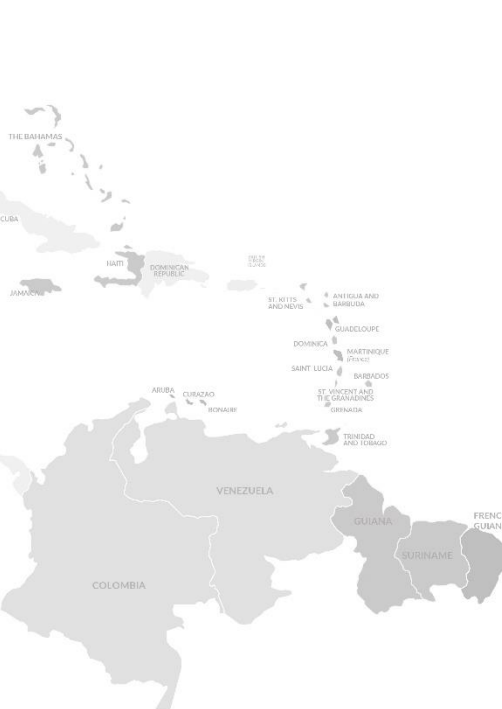 THE BAHAMAS
CUBA
HAITI
DOMINICAN
REPUBLIC
JAMAICA
ST. KITTS
AND NEVIS
ANTIGUA AND
BARBUDA
GUADELOUPE
DOMINICA
MARTINIQUE
SAINT LUCIA
BARBADOS
ST. VINCENT AND
THE GRANADINES
GRENADA
ARUBA
CURAZAO
BONAIRE
TRINIDAD
AND TOBAGO
VENEZUELA
GUIANA
SURINAME
FRENC
GUIAN
COLOMBIA